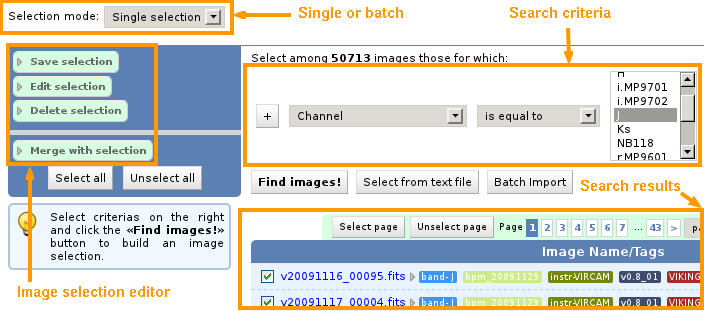 Selection mode: Single selection
Single or batch
Search criteria
Select among 50713 images those for which:
Save selection
Edit selection
Delete selection
Merge with selection
Select all Unselect all
+ Channel is equal to
i.MP9701
i.MP9702
J
Ks
NB118
r.MP9601
Find images! Select from text file Batch Import
Search results
Select criterias on the right
and click the «Find images!»
button to build an image
selection.
Image selection editor
Select page Unselect page Page 1 2 3 4 5 6 7 ... 43 >
Image Name/Tags
v20091116_00095.fits band-J bpm_20091129 instr-VIRCAM v0.8_01 VIKING
v20091117_00004.fits band-J bpm_20091129 instr-VIRCAM v0.8_01 VIKING